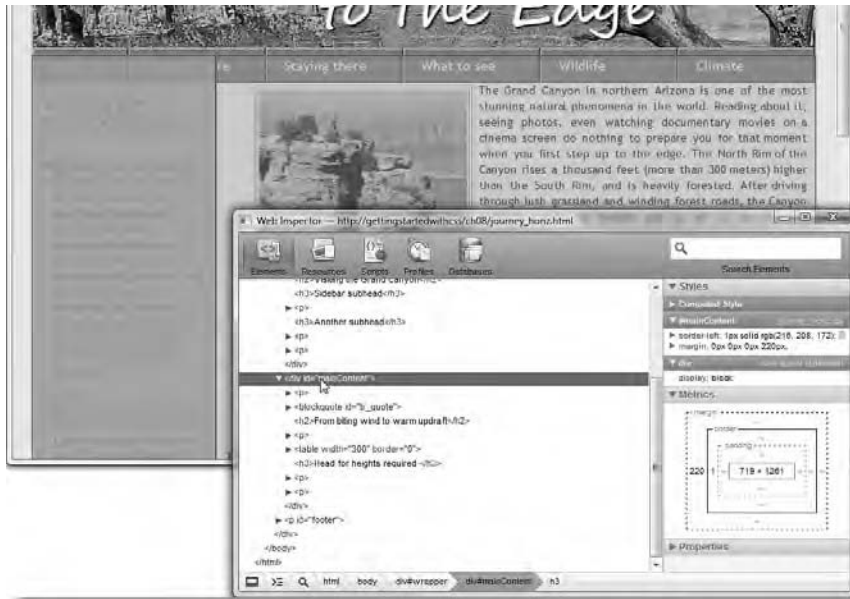 To The Edge
re Staying there What to see Wildlife Climate
The Grand Canyon in northern Arizona is one of the most
stunning natural phenomena in the world. Reading about it,
seeing photos, even watching documentary movies on a
cinema screen do nothing to prepare you for that moment
when you first step up to the edge. The North Rim of the
Canyon rises a thousand feet (more than 300 meters) higher
than the South Rim, and is heavily forested. After driving
through lush grassland and winding forest roads, the Canyon
Web Inspector — http://gettingstartedwithcss/ch08/journey_horiz.html
Elements Resources Scripts Profiles Databases
Search Elements
<h2>Visiting the Grand Canyon</h2>
<h3>Sidebar subhead</h3>
<p>
<h3>Another subhead</h3>
<p>
<p>
</div>
<div id="mainContent">
<p>
<blockquote id="bl_quote">
<h2>From biting wind to warm updraft</h2>
<p>
<table width="300" border="0">
<h3>Head for heights required </h3>
<p>
<p>
</div>
<p id="footer">
</div>
</body>
</html>
html body div#wrapper div#mainContent h3
Styles
Computed Style
#mainContent
border-left: 1px solid rgb(216, 208, 172);
margin: 0px 0px 0px 220px;
div
display: block;
Metrics
margin
border
padding
220 1 719 × 1261
Properties